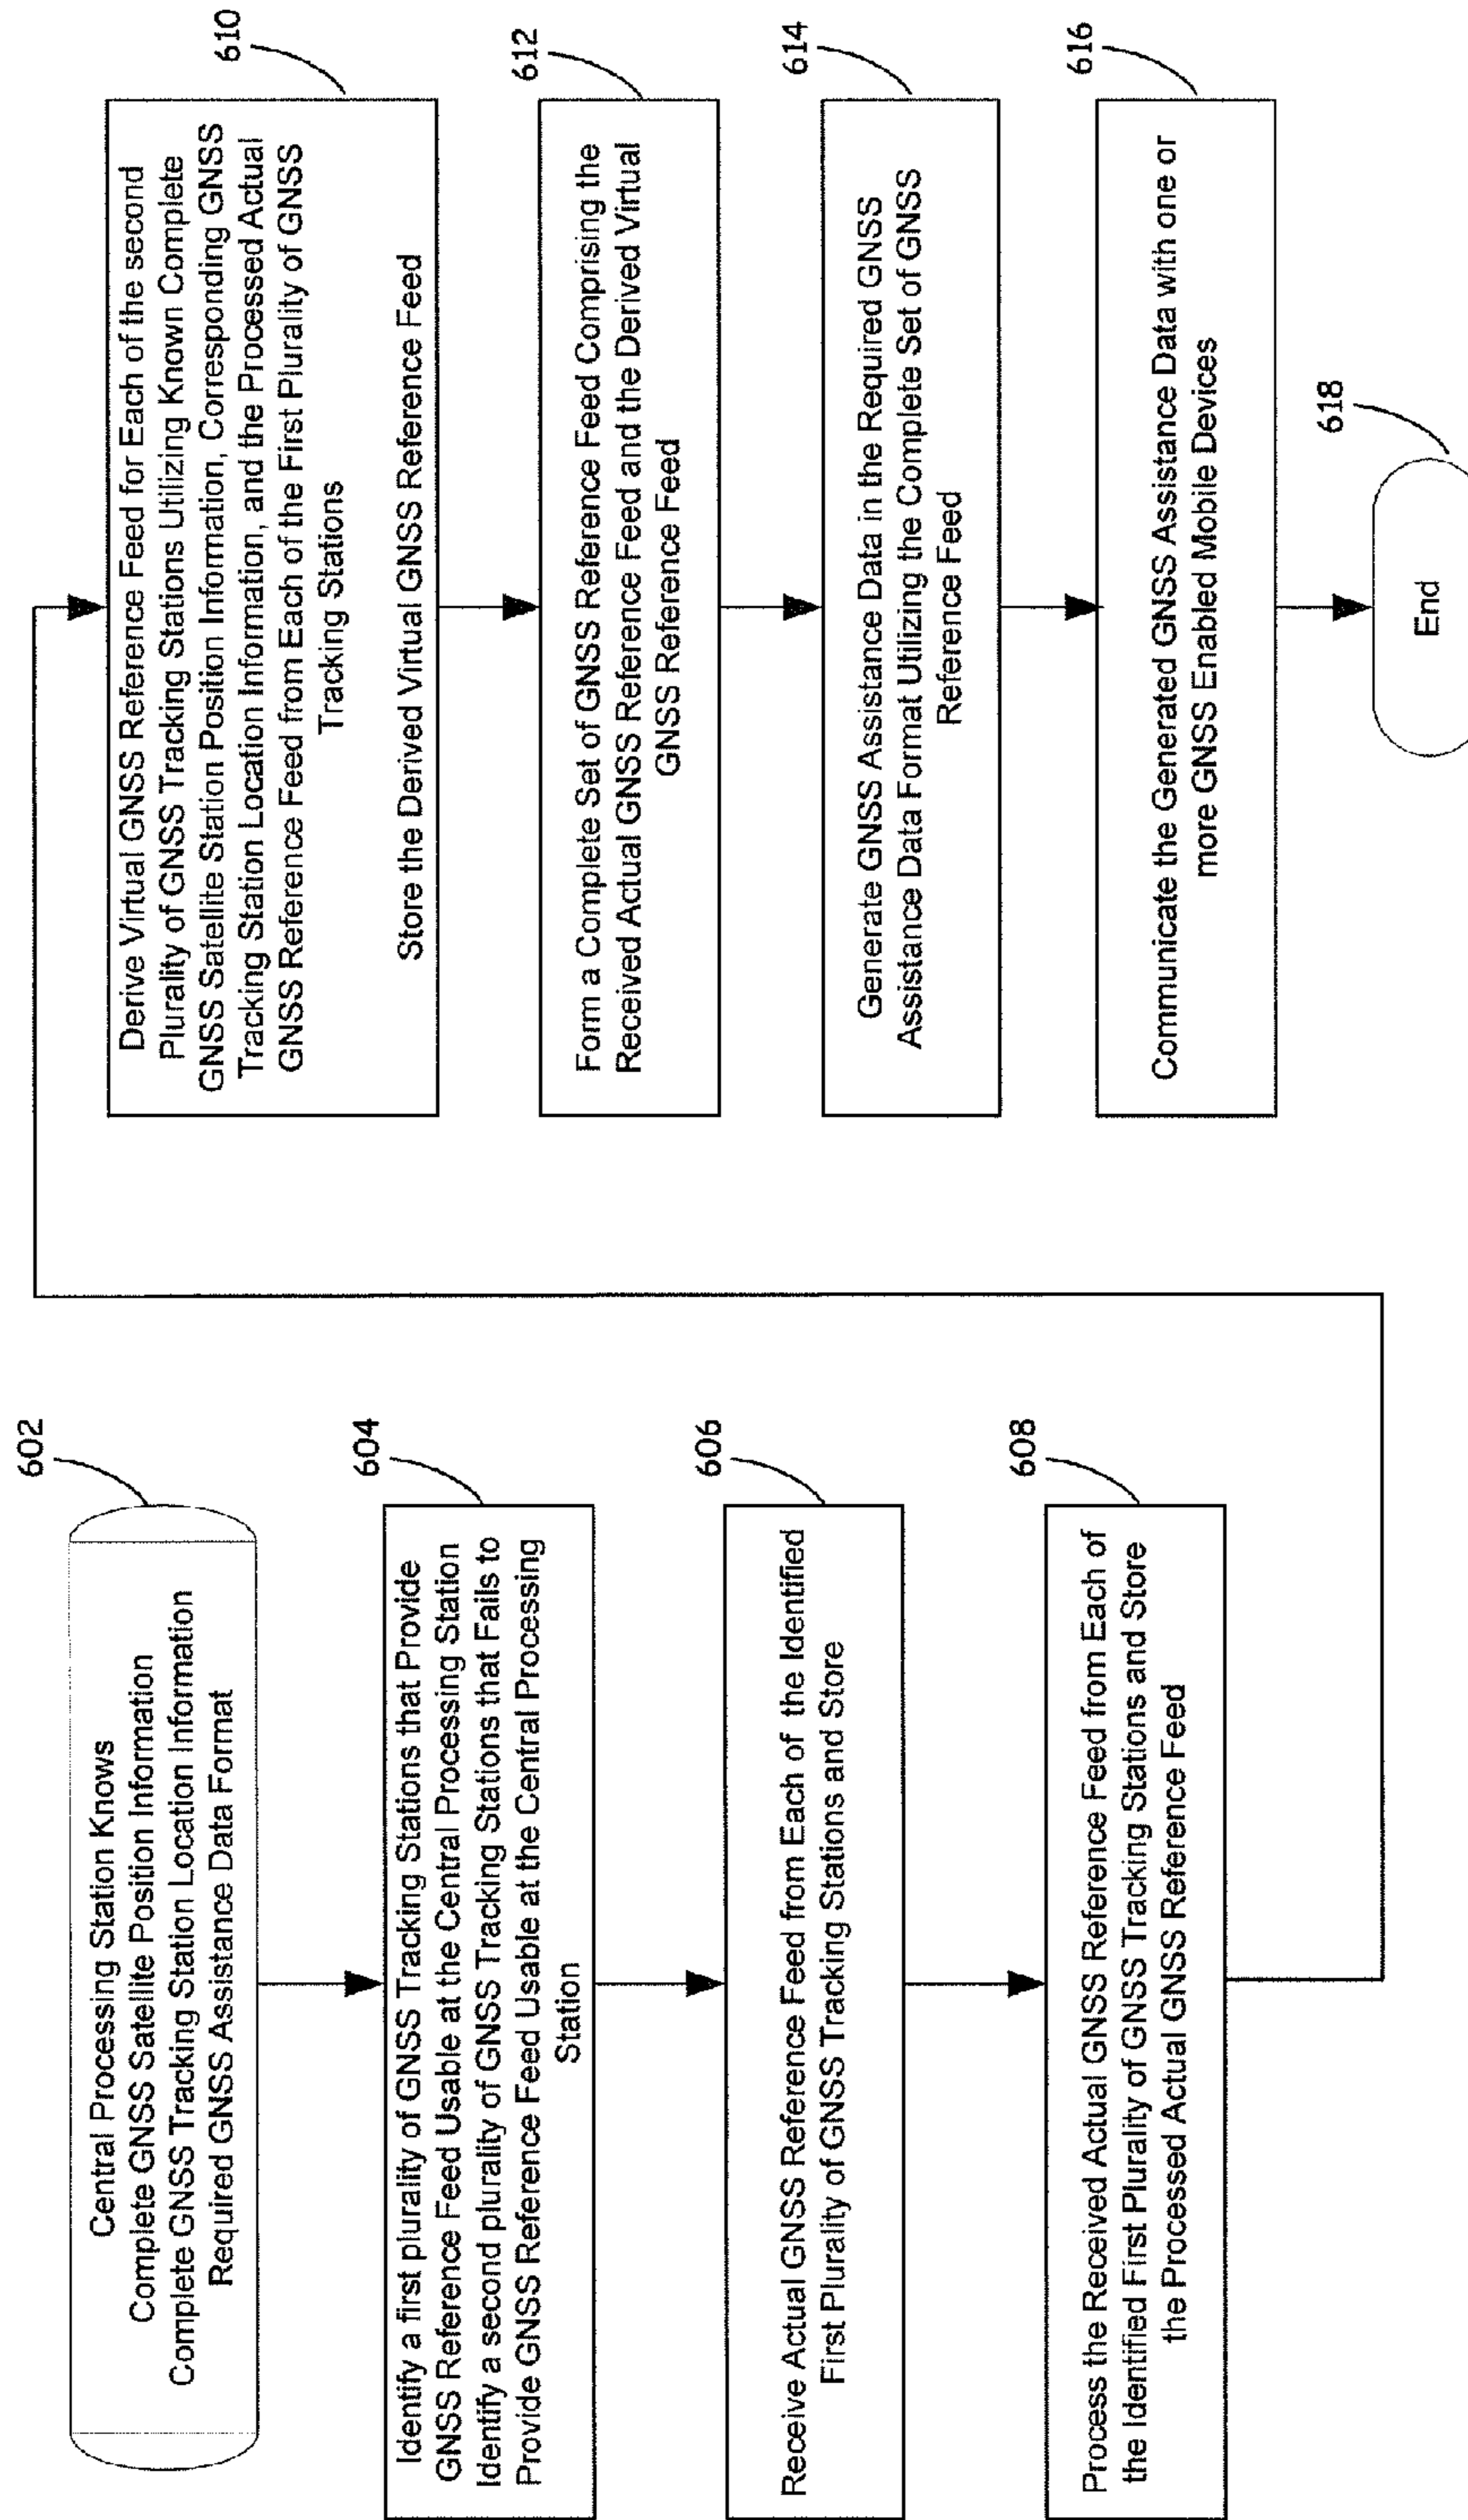 602
Central Processing Station Knows
Complete GNSS Satellite Position Information
Complete GNSS Tracking Station Location Information
Required GNSS Assistance Data Format
604
Identify a first plurality of GNSS Tracking Stations that Provide
GNSS Reference Feed Usable at the Central Processing Station
Identify a second plurality of GNSS Tracking Stations that Fails to
Provide GNSS Reference Feed Usable at the Central Processing
Station
606
Receive Actual GNSS Reference Feed from Each of the Identified
First Plurality of GNSS Tracking Stations and Store
608
Process the Received Actual GNSS Reference Feed from Each of
the Identified First Plurality of GNSS Tracking Stations and Store
the Processed Actual GNSS Reference Feed
610
Derive Virtual GNSS Reference Feed for Each of the second
Plurality of GNSS Tracking Stations Utilizing Known Complete
GNSS Satellite Station Position Information, Corresponding GNSS
Tracking Station Location Information, and the Processed Actual
GNSS Reference Feed from Each of the First Plurality of GNSS
Tracking Stations
Store the Derived Virtual GNSS Reference Feed
612
Form a Complete Set of GNSS Reference Feed Comprising the
Received Actual GNSS Reference Feed and the Derived Virtual
GNSS Reference Feed
614
Generate GNSS Assistance Data in the Required GNSS
Assistance Data Format Utilizing the Complete Set of GNSS
Reference Feed
616
Communicate the Generated GNSS Assistance Data with one or
more GNSS Enabled Mobile Devices
618
End